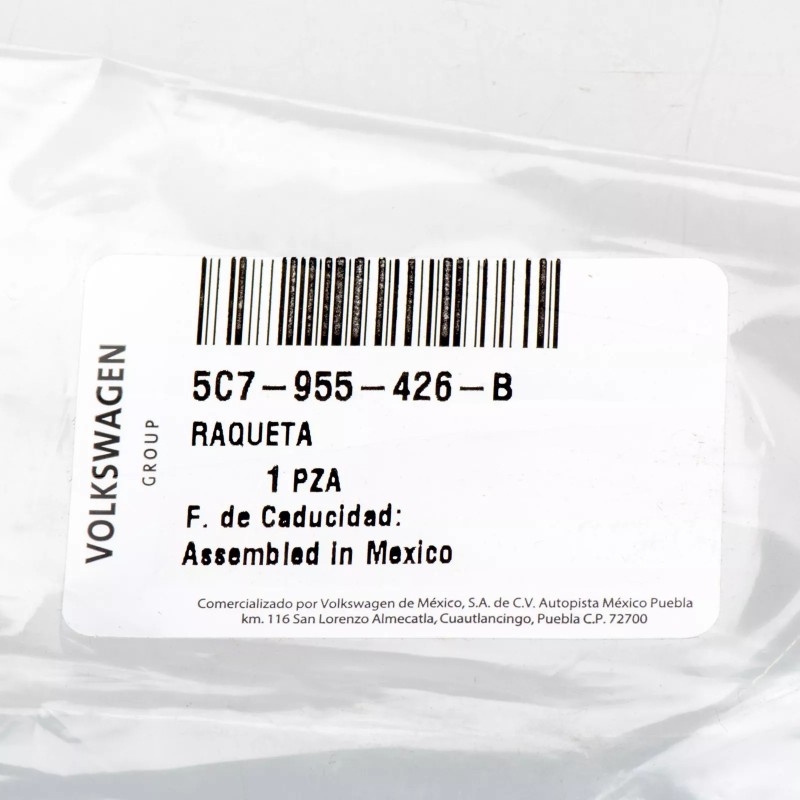 VOLKSWAGEN
GROUP
5C7-955-426-B
RAQUETA
1 PZA
F. de Caducidad:
Assembled in Mexico
Comercializado por Volkswagen de México, S.A. de C.V. Autopista México Puebla
km. 116 San Lorenzo Almecatla, Cuautlancingo, Puebla C.P. 72700